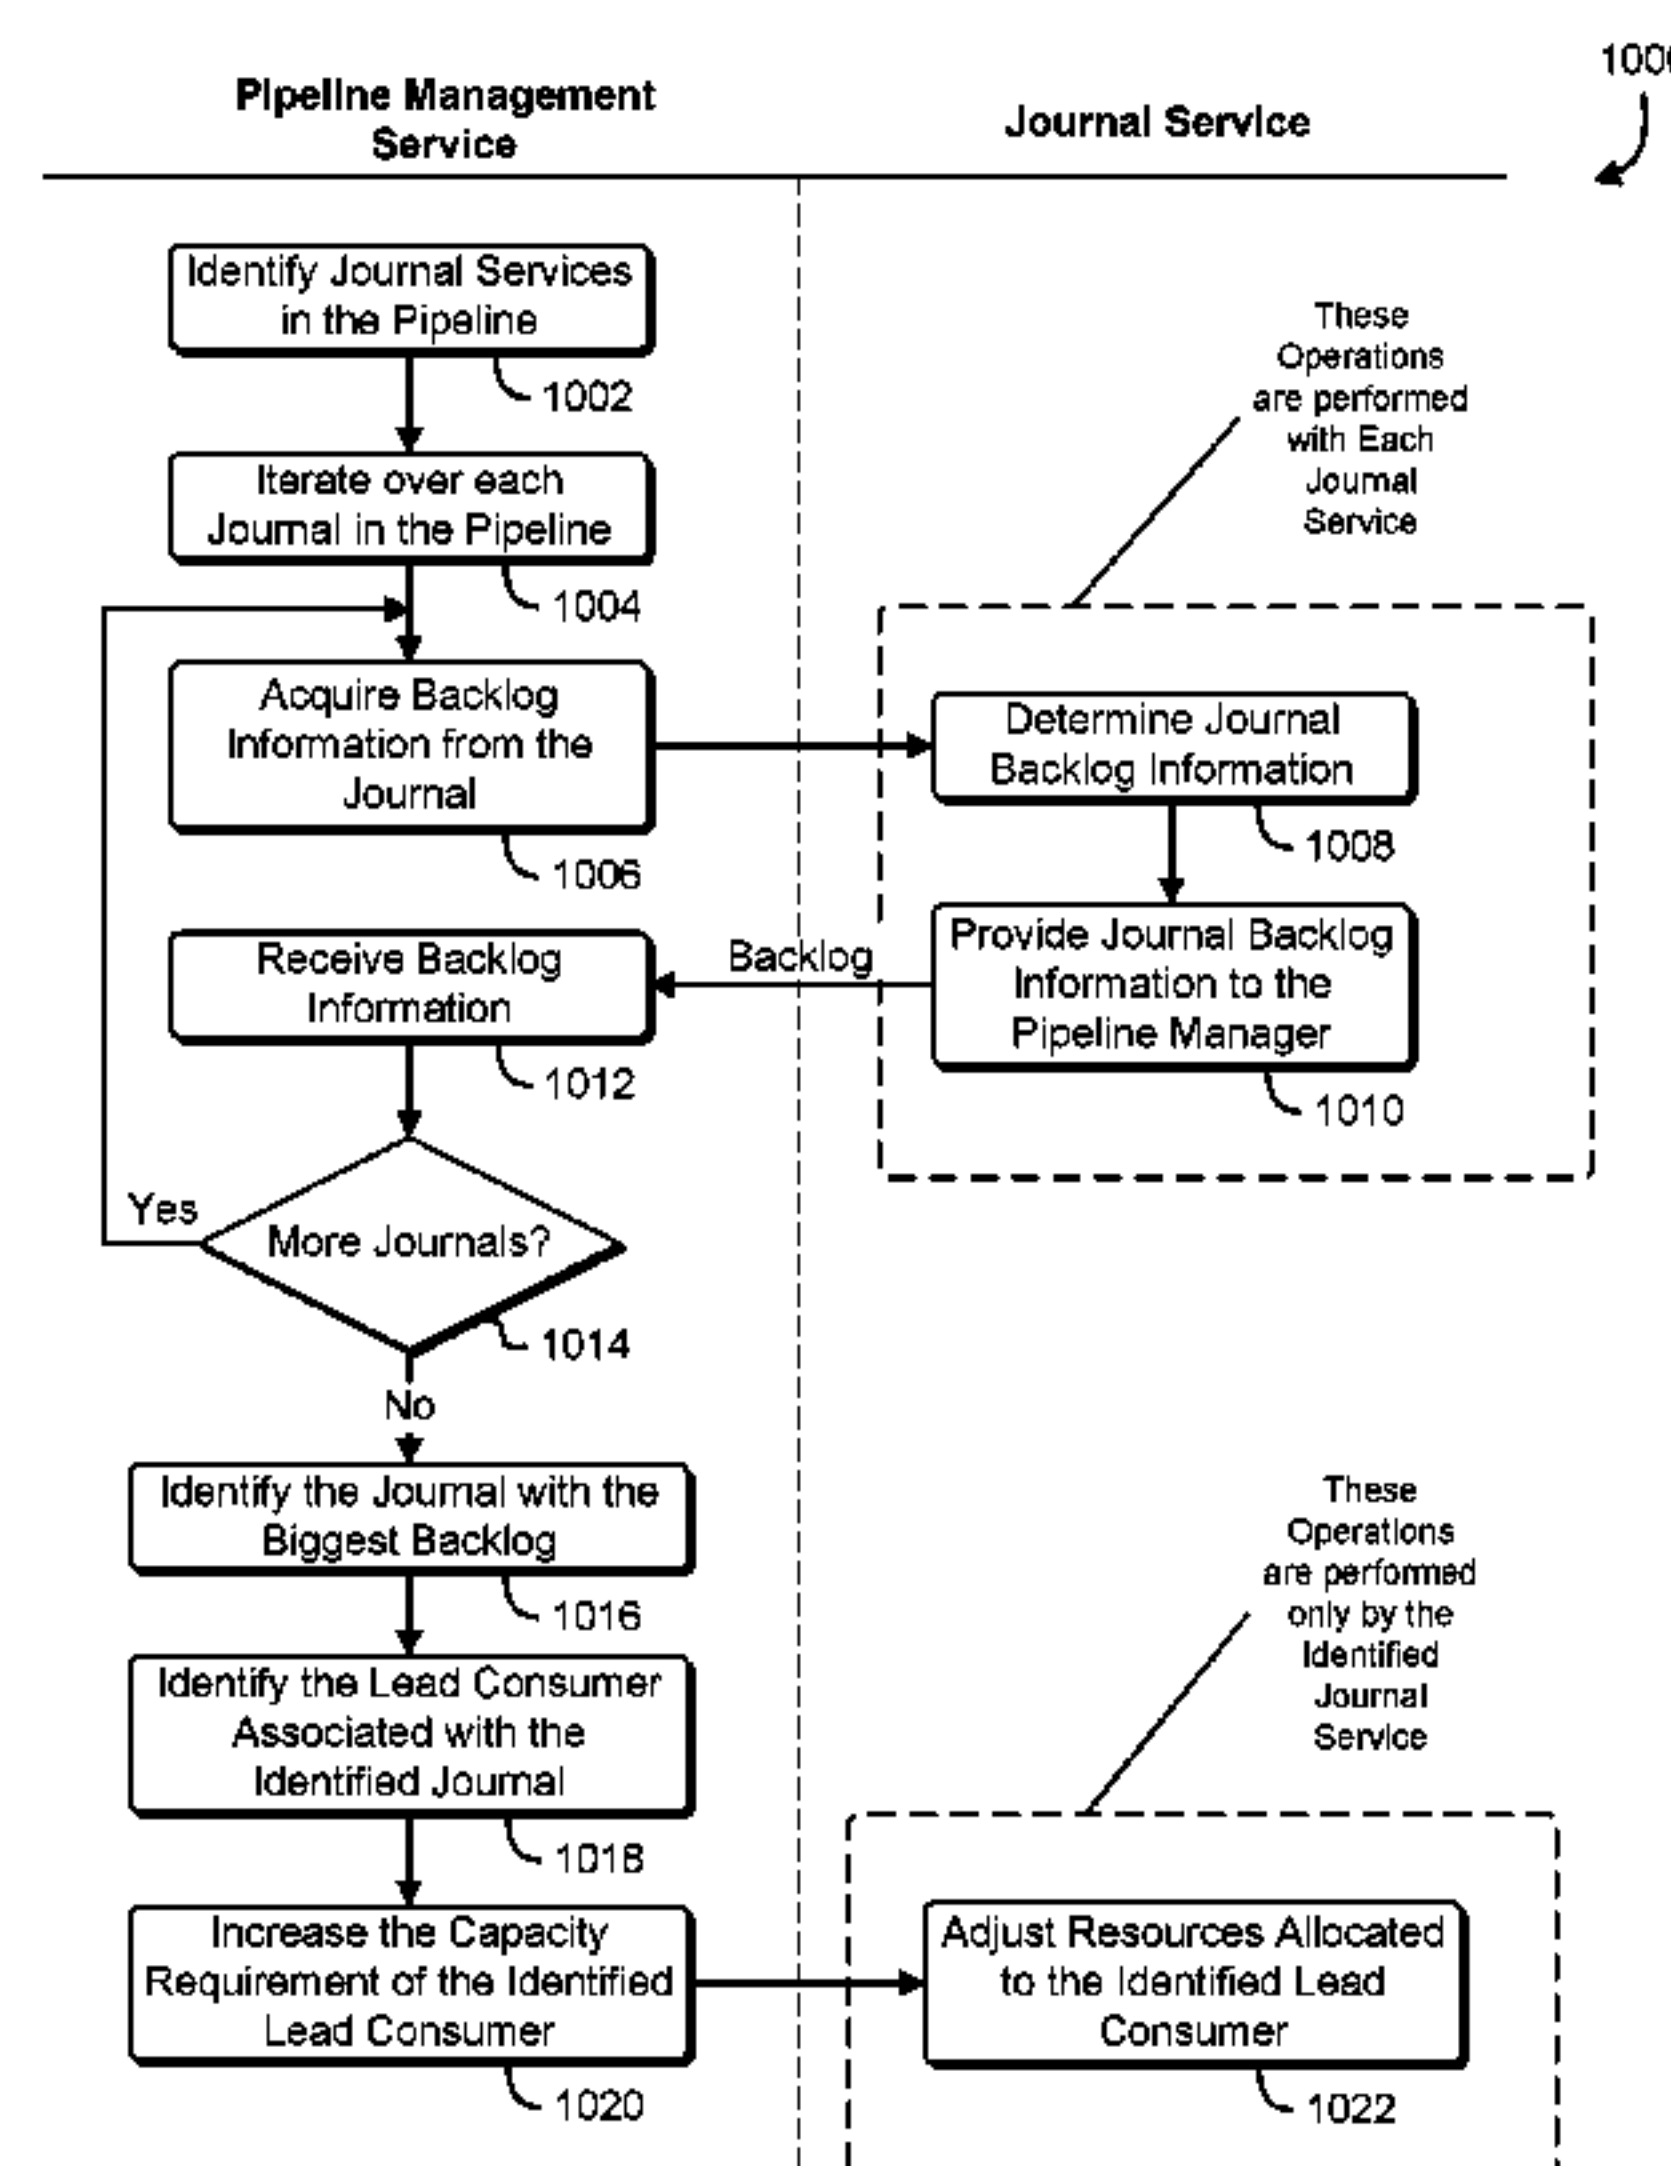 1000
Pipeline Management
Service
Journal Service
Identify Journal Services
in the Pipeline
1002
These
Operations
are performed
with Each
Journal
Service
Iterate over each
Journal in the Pipeline
1004
Acquire Backlog
Information from the
Journal
1006
Determine Journal
Backlog Information
1008
Provide Journal Backlog
Information to the
Pipeline Manager
1010
Backlog
Receive Backlog
Information
1012
Yes
More Journals?
1014
No
Identify the Journal with the
Biggest Backlog
1016
These
Operations
are performed
only by the
Identified
Journal
Service
Identify the Lead Consumer
Associated with the
Identified Journal
1018
Increase the Capacity
Requirement of the Identified
Lead Consumer
1020
Adjust Resources Allocated
to the Identified Lead
Consumer
1022